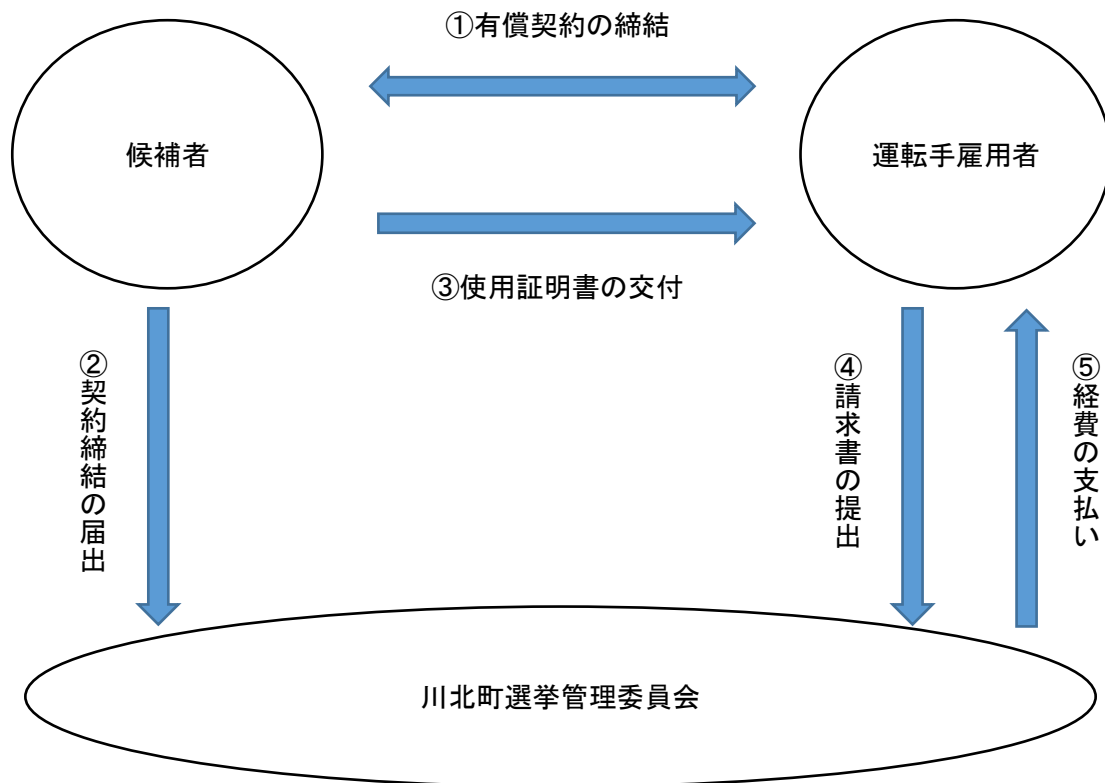 ①有償契約の締結
候補者
運転手雇用者
③使用証明書の交付
②契約締結の届出
④請求書の提出
⑤経費の支払い
川北町選挙管理委員会